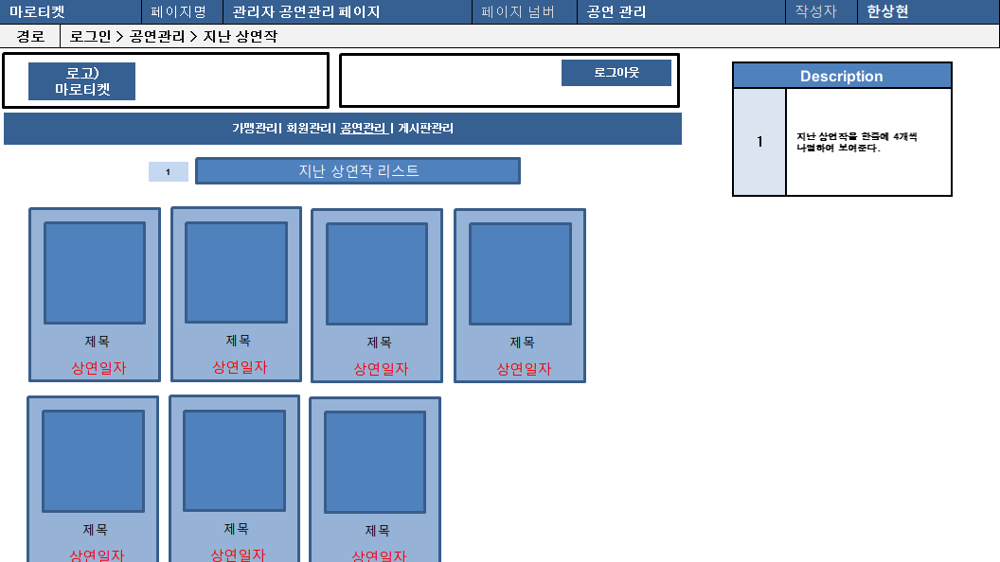 마로티켓 페이지명 관리자 공연관리 페이지 페이지 넘버 공연 관리 작성자 한상현
경로 로그인 > 공연관리 > 지난 상연작
로고)
마로티켓
로그아웃
가맹관리| 회원관리| 공연관리 | 게시판관리
1 지난 상연작 리스트
제목 제목 제목 제목
상연일자 상연일자 상연일자 상연일자
제목 제목 제목
상연일자 상연일자 상연일자
Description
1
지난 상연작을 한줄에 4개씩
나열하여 보여준다.